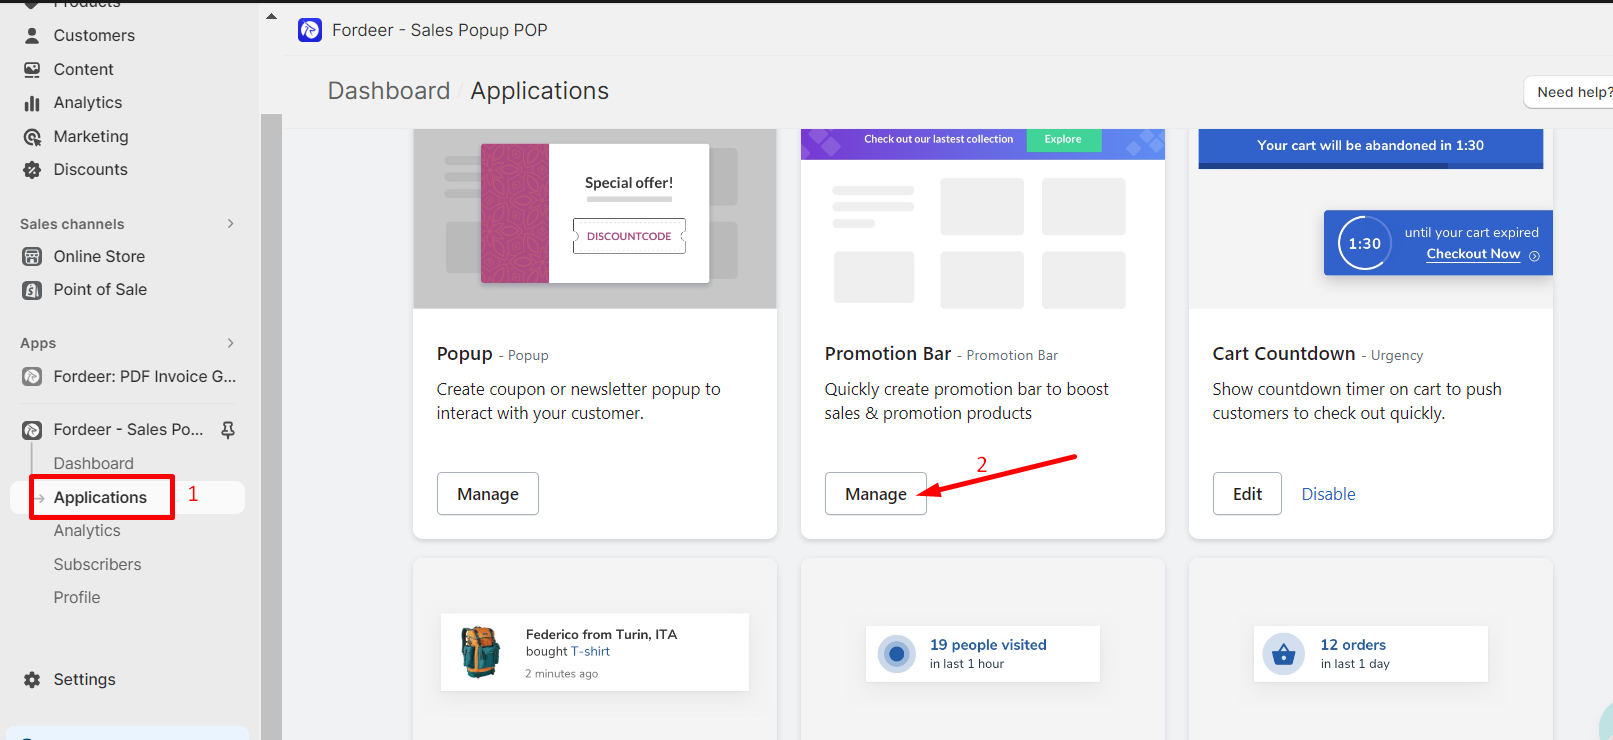 Products
Customers
Content
Analytics
Marketing
Discounts
Sales channels
Online Store
Point of Sale
Apps
Fordeer: PDF Invoice G...
Fordeer - Sales Po...
Dashboard
Applications
1
Analytics
Subscribers
Profile
Settings
Fordeer - Sales Popup POP
Dashboard / Applications
Need help?
Special offer!
DISCOUNTCODE
Popup - Popup
Create coupon or newsletter popup to
interact with your customer.
Manage
Check out our lastest collection
Explore
Promotion Bar - Promotion Bar
Quickly create promotion bar to boost
sales & promotion products
2
Manage
Your cart will be abandoned in 1:30
1:30
until your cart expired
Checkout Now
Cart Countdown - Urgency
Show countdown timer on cart to push
customers to check out quickly.
Edit
Disable
Federico from Turin, ITA
bought T-shirt
2 minutes ago
19 people visited
in last 1 hour
12 orders
in last 1 day